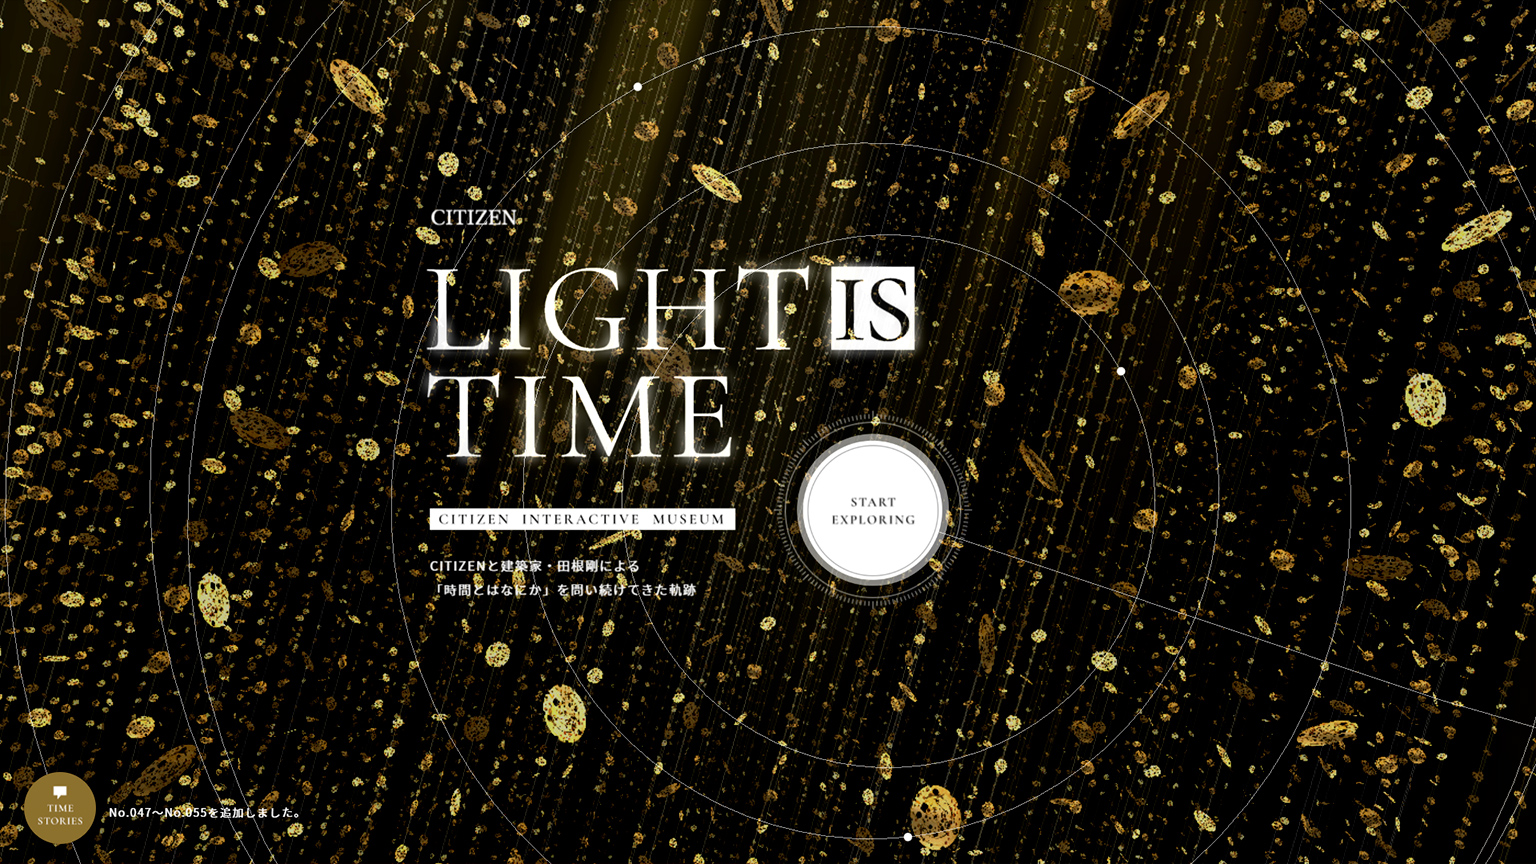 CITIZEN
LIGHT IS
TIME
CITIZEN INTERACTIVE MUSEUM
CITIZENと建築家・田根剛による
「時間とはなにか」を問い続けてきた軌跡
START
EXPLORING
TIME
STORIES
No.047〜No.055を追加しました。